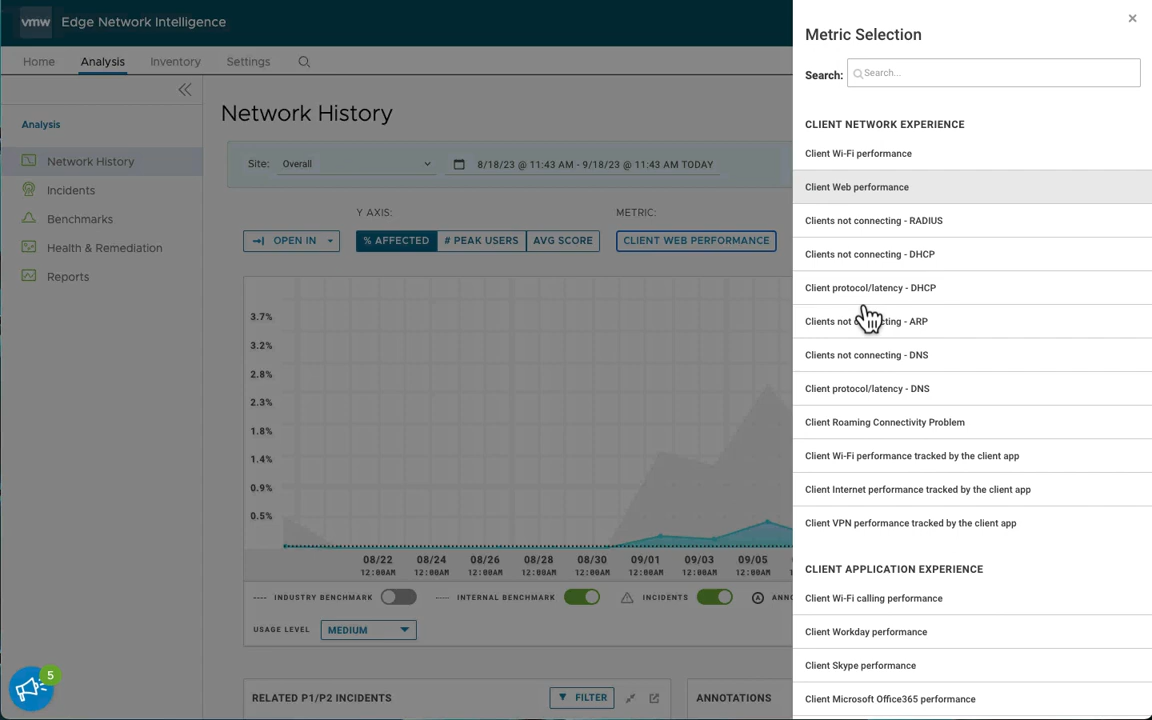 vmw Edge Network Intelligence
Home Analysis Inventory Settings
Analysis
Network History
Incidents
Benchmarks
Health & Remediation
Reports
5
Network History
Site: Overall 8/18/23 @ 11:43 AM - 9/18/23 @ 11:43 AM TODAY
Y AXIS: METRIC:
OPEN IN % AFFECTED # PEAK USERS AVG SCORE CLIENT WEB PERFORMANCE
3.7%
3.2%
2.8%
2.3%
1.8%
1.4%
0.9%
0.5%
08/22 08/24 08/26 08/28 08/30 09/01 09/03 09/05
12:00AM 12:00AM 12:00AM 12:00AM 12:00AM 12:00AM 12:00AM 12:00AM
INDUSTRY BENCHMARK INTERNAL BENCHMARK INCIDENTS A ANNO
USAGE LEVEL MEDIUM
RELATED P1/P2 INCIDENTS FILTER ANNOTATIONS
Metric Selection
Search: Search...
CLIENT NETWORK EXPERIENCE
Client Wi-Fi performance
Client Web performance
Clients not connecting - RADIUS
Clients not connecting - DHCP
Client protocol/latency - DHCP
Clients not cting - ARP
Clients not connecting - DNS
Client protocol/latency - DNS
Client Roaming Connectivity Problem
Client Wi-Fi performance tracked by the client app
Client Internet performance tracked by the client app
Client VPN performance tracked by the client app
CLIENT APPLICATION EXPERIENCE
Client Wi-Fi calling performance
Client Workday performance
Client Skype performance
Client Microsoft Office365 performance